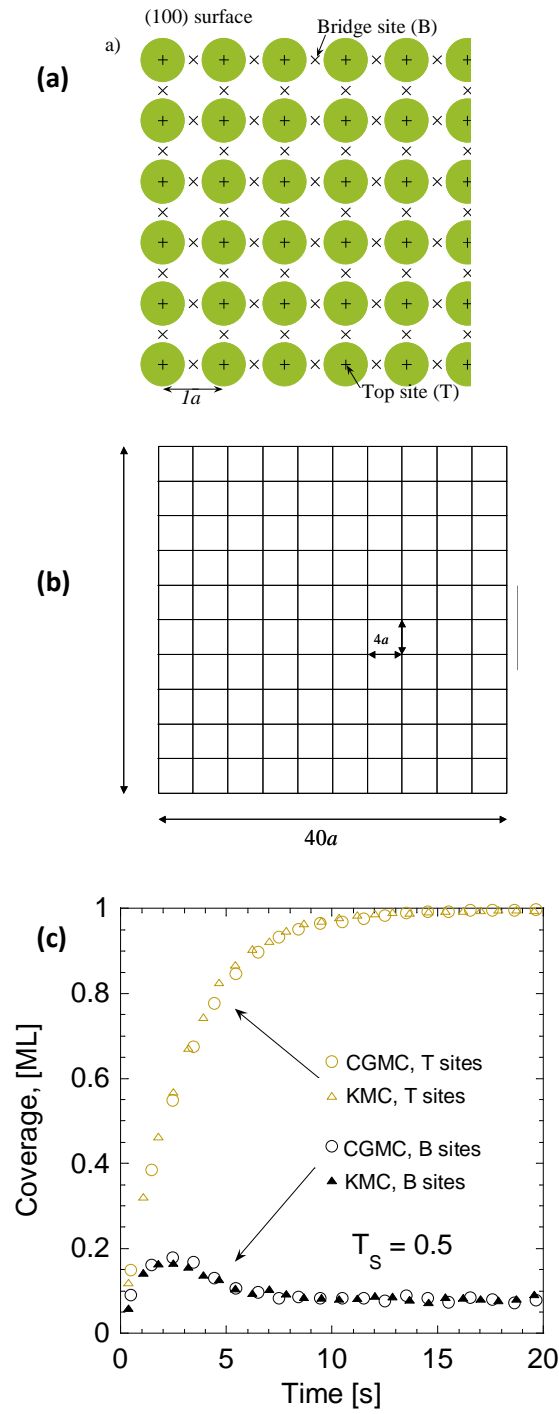 (100) surface
Bridge site (B)
a)
(a)
1a
Top site (T)
(b)
4a
40a
(c)
Coverage, [ML]
1
0.8
0.6
0.4
0.2
0
CGMC, T sites
KMC, T sites
CGMC, B sites
KMC, B sites
T_S = 0.5
0
5
10
15
20
Time [s]